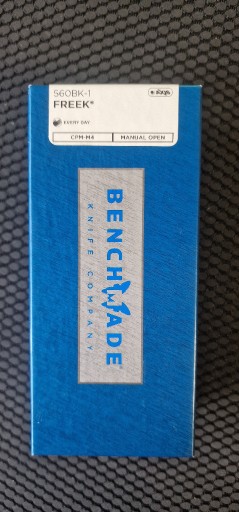 560BK-1
FREEK®
EVERY DAY
CPM-M4
MANUAL OPEN
BENCHMADE®
KNIFE COMPANY